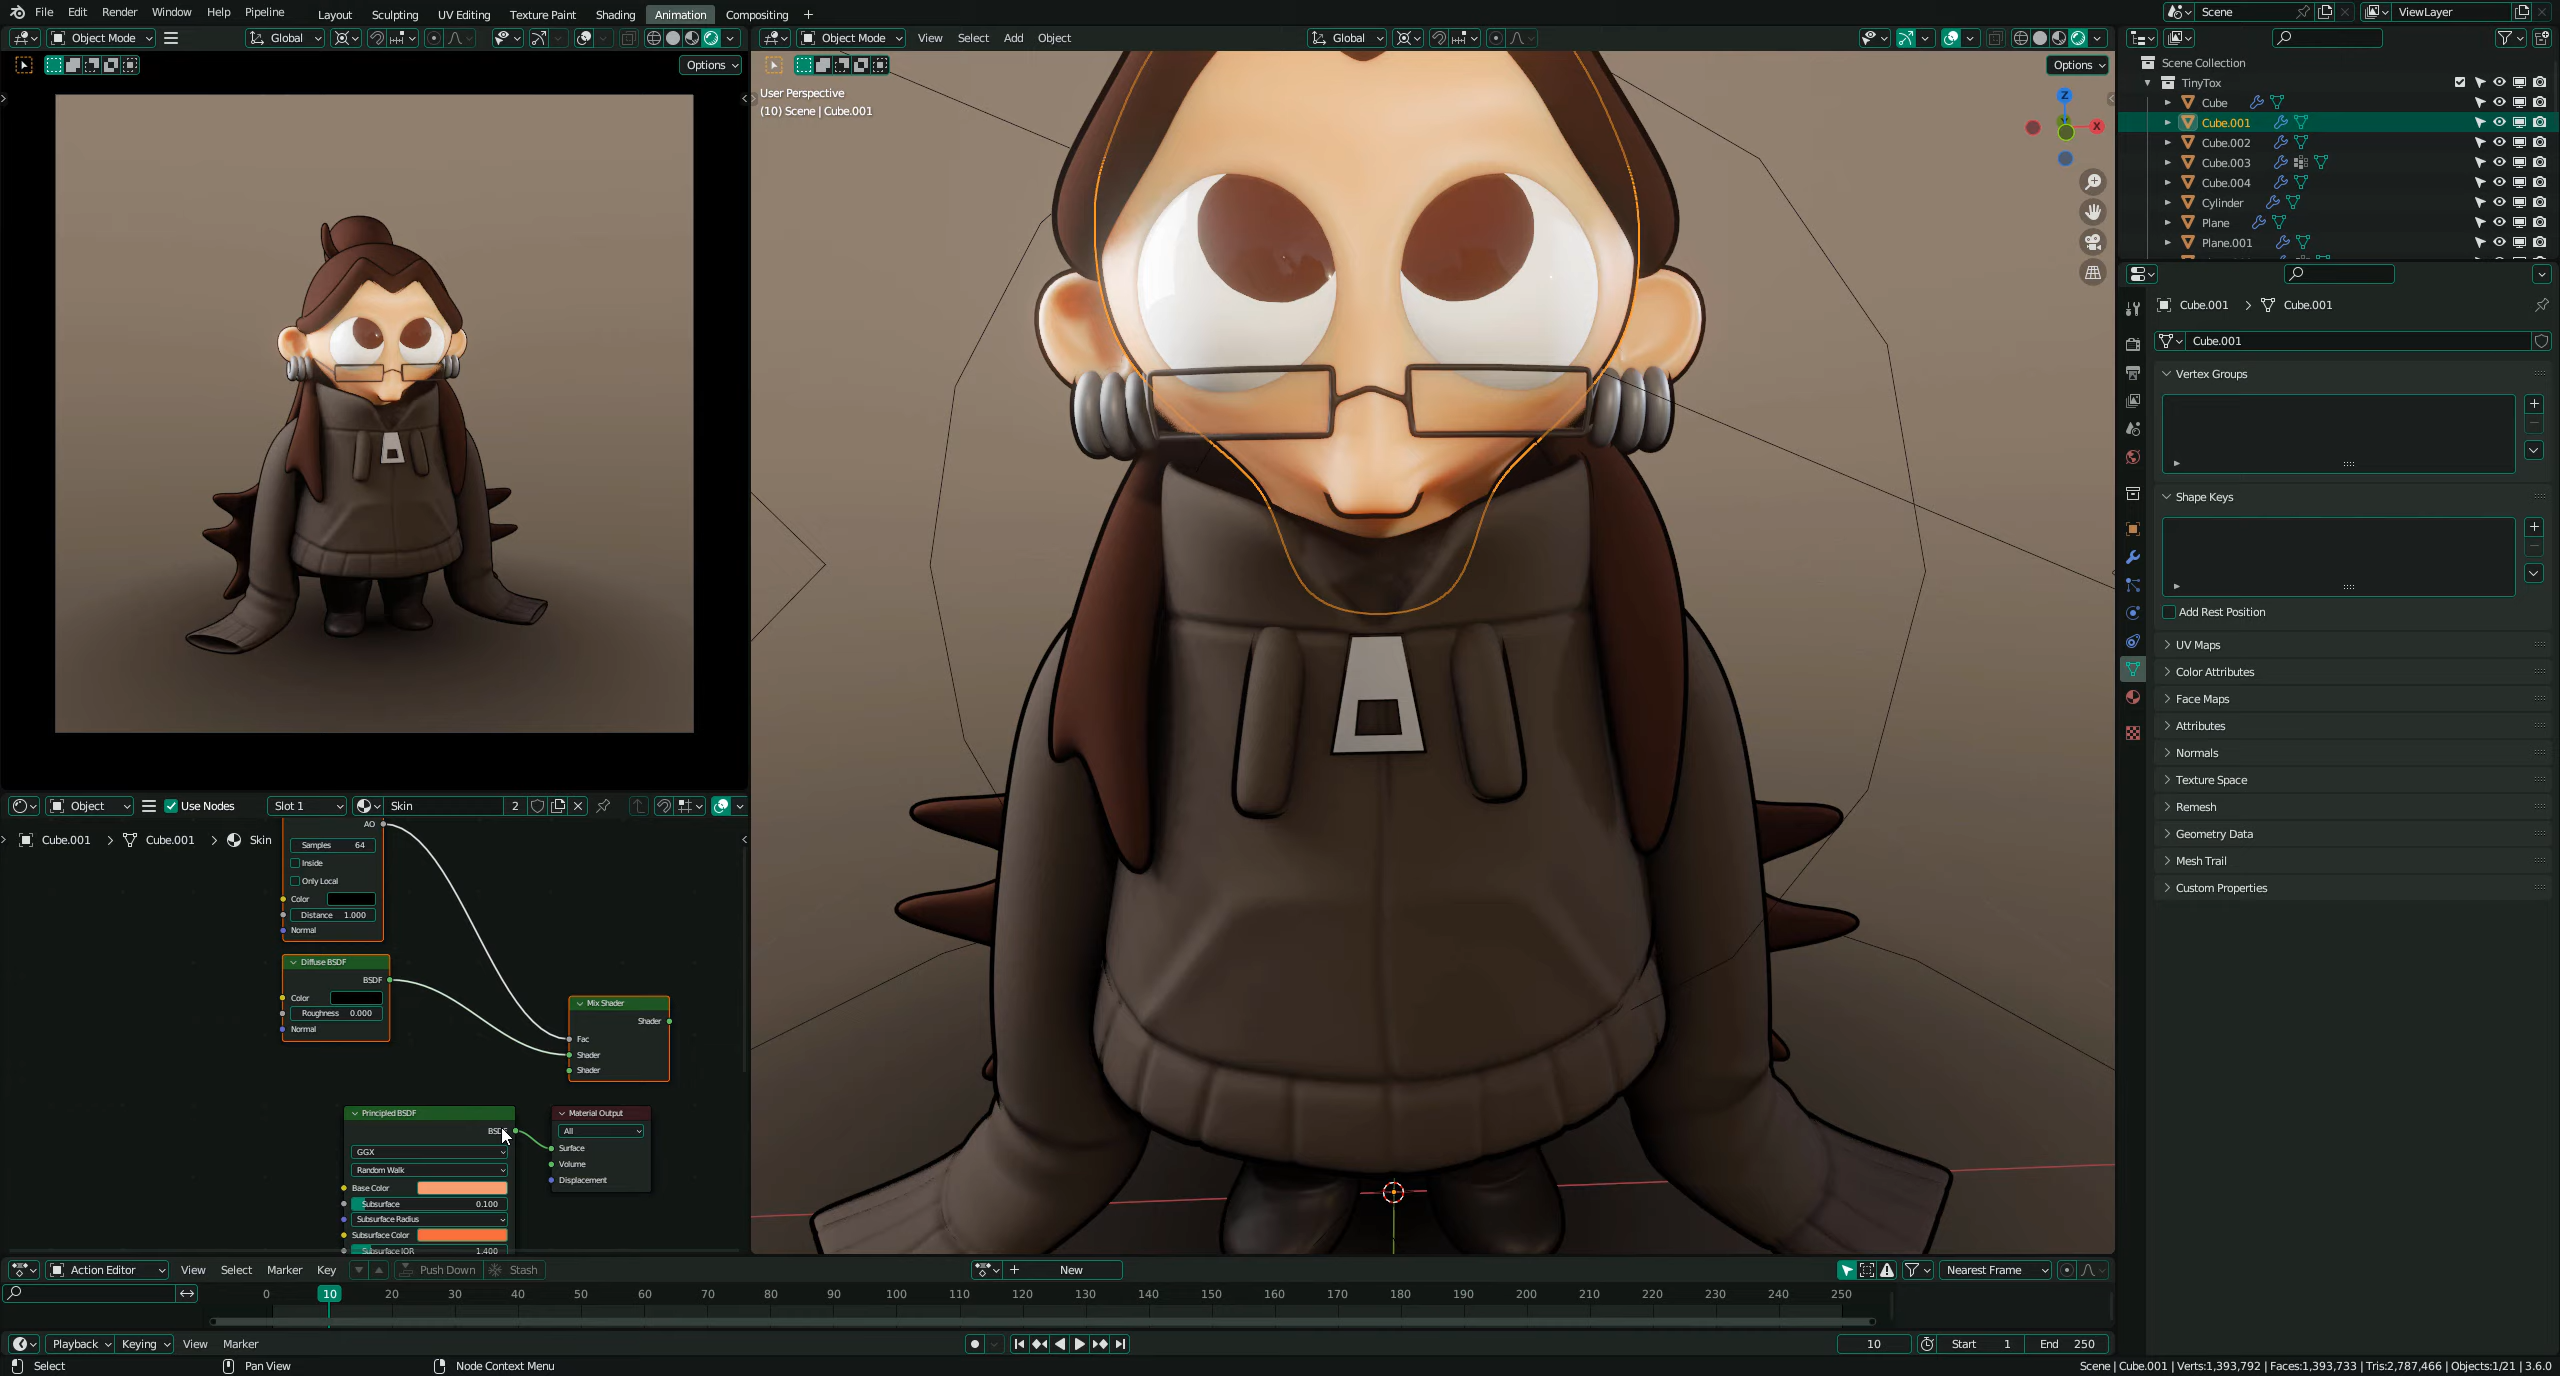 File Edit Render Window Help Pipeline
Layout Sculpting UV Editing Texture Paint Shading Animation Compositing +
Scene
ViewLayer
Object Mode
Global
Object Mode View Select Add Object
Global
Options
Options
User Perspective
(10) Scene | Cube.001
Z
X
Scene Collection
TinyTox
Cube
Cube.001
Cube.002
Cube.003
Cube.004
Cylinder
Plane
Plane.001
Cube.001 > Cube.001
Cube.001
Vertex Groups
Shape Keys
Add Rest Position
UV Maps
Color Attributes
Face Maps
Attributes
Normals
Texture Space
Remesh
Geometry Data
Mesh Trail
Custom Properties
Object Use Nodes Slot 1 Skin 2
Cube.001 > Cube.001 > Skin
AO
Samples 64
Inside
Only Local
Color
Distance 1.000
Normal
Diffuse BSDF
BSDF
Color
Roughness 0.000
Normal
Mix Shader
Shader
Fac
Shader
Shader
Principled BSDF
GGX
Random Walk
Base Color
Subsurface 0.100
Subsurface Radius
Subsurface Color
Subsurface IOR 1.400
Material Output
All
Surface
Volume
Displacement
Action Editor View Select Marker Key Push Down Stash
New
Nearest Frame
0 10 20 30 40 50 60 70 80 90 100 110 120 130 140 150 160 170 180 190 200 210 220 230 240 250
Playback Keying View Marker
10 Start 1 End 250
Select Pan View Node Context Menu
Scene | Cube.001 | Verts:1,393,792 | Faces:1,393,733 | Tris:2,787,466 | Objects:1/21 | 3.6.0